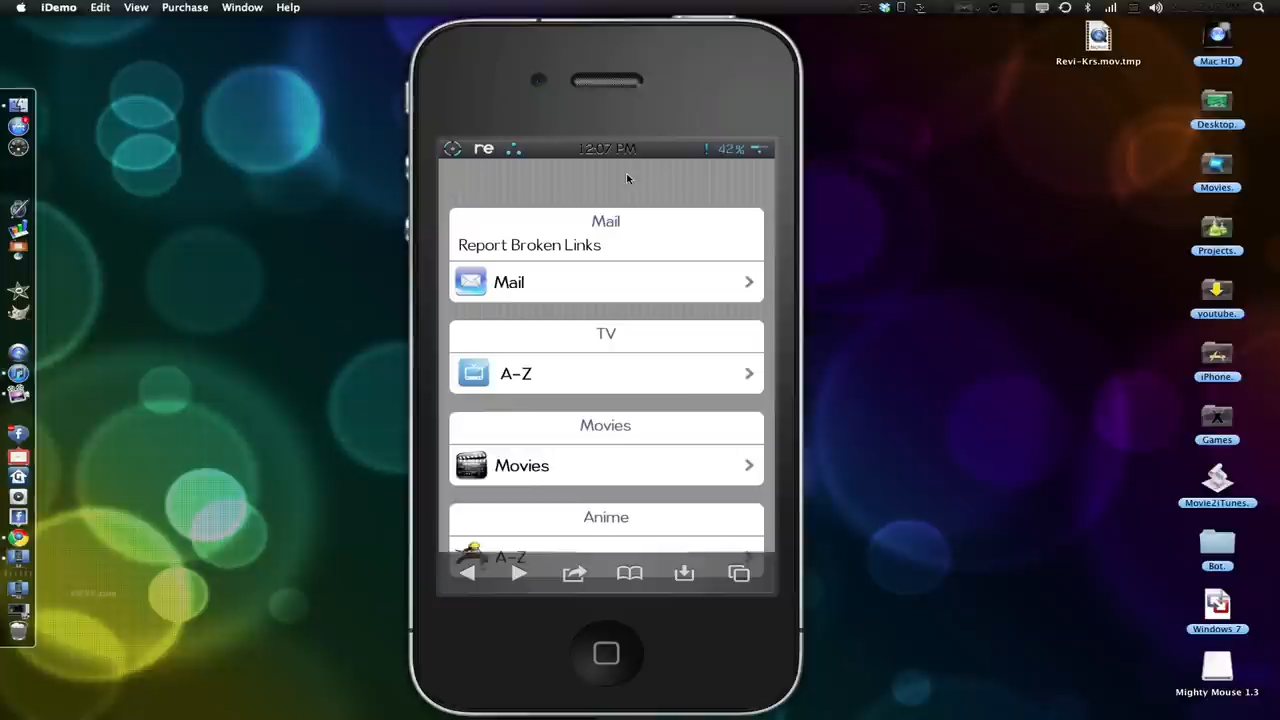 iDemo Edit View Purchase Window Help
Revi-Krs.mov.tmp
Mac HD
Desktop.
Movies.
Projects.
youtube.
iPhone.
Games
Movie2iTunes.
Bot.
Windows 7
Mighty Mouse 1.3
re 12:07 PM ! 42%
Mail
Report Broken Links
Mail
TV
A-Z
Movies
Movies
Anime
A-Z